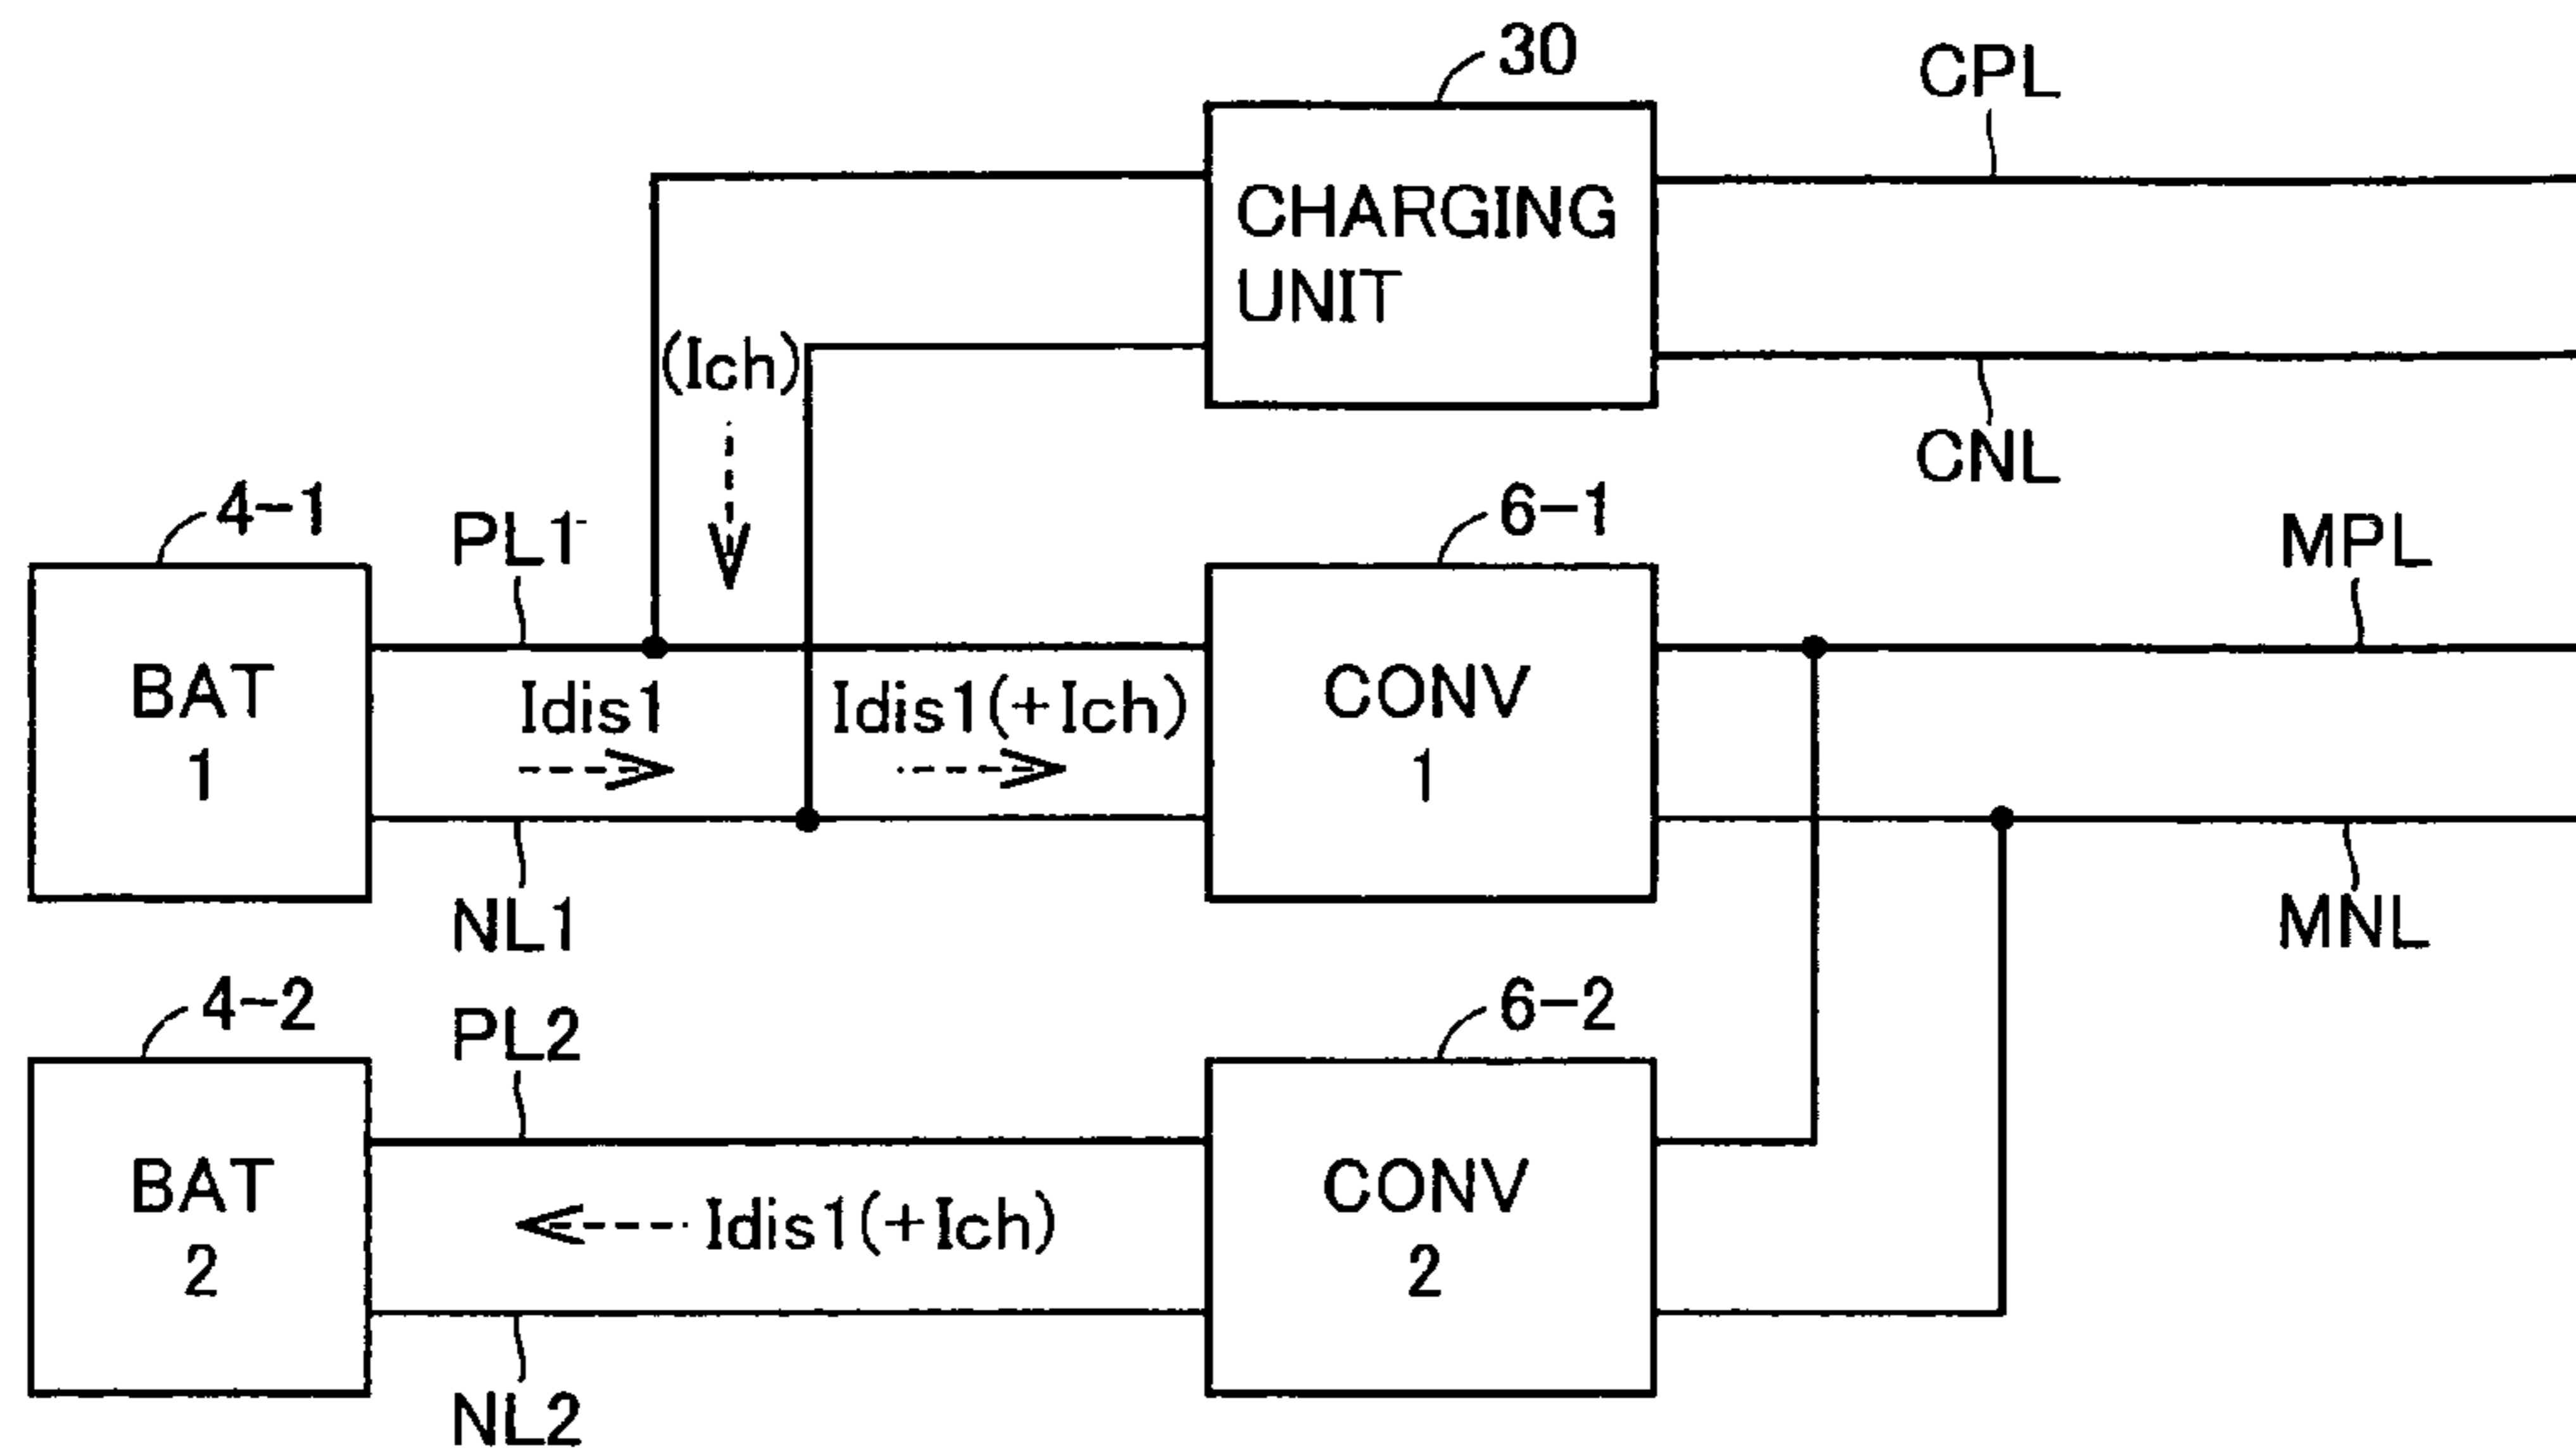 30
CPL
CHARGING
UNIT
(Ich)
CNL
4-1
PL1
6-1
MPL
BAT
1
Idis1
Idis1(+Ich)
CONV
1
NL1
MNL
4-2
PL2
6-2
BAT
2
Idis1(+Ich)
CONV
2
NL2